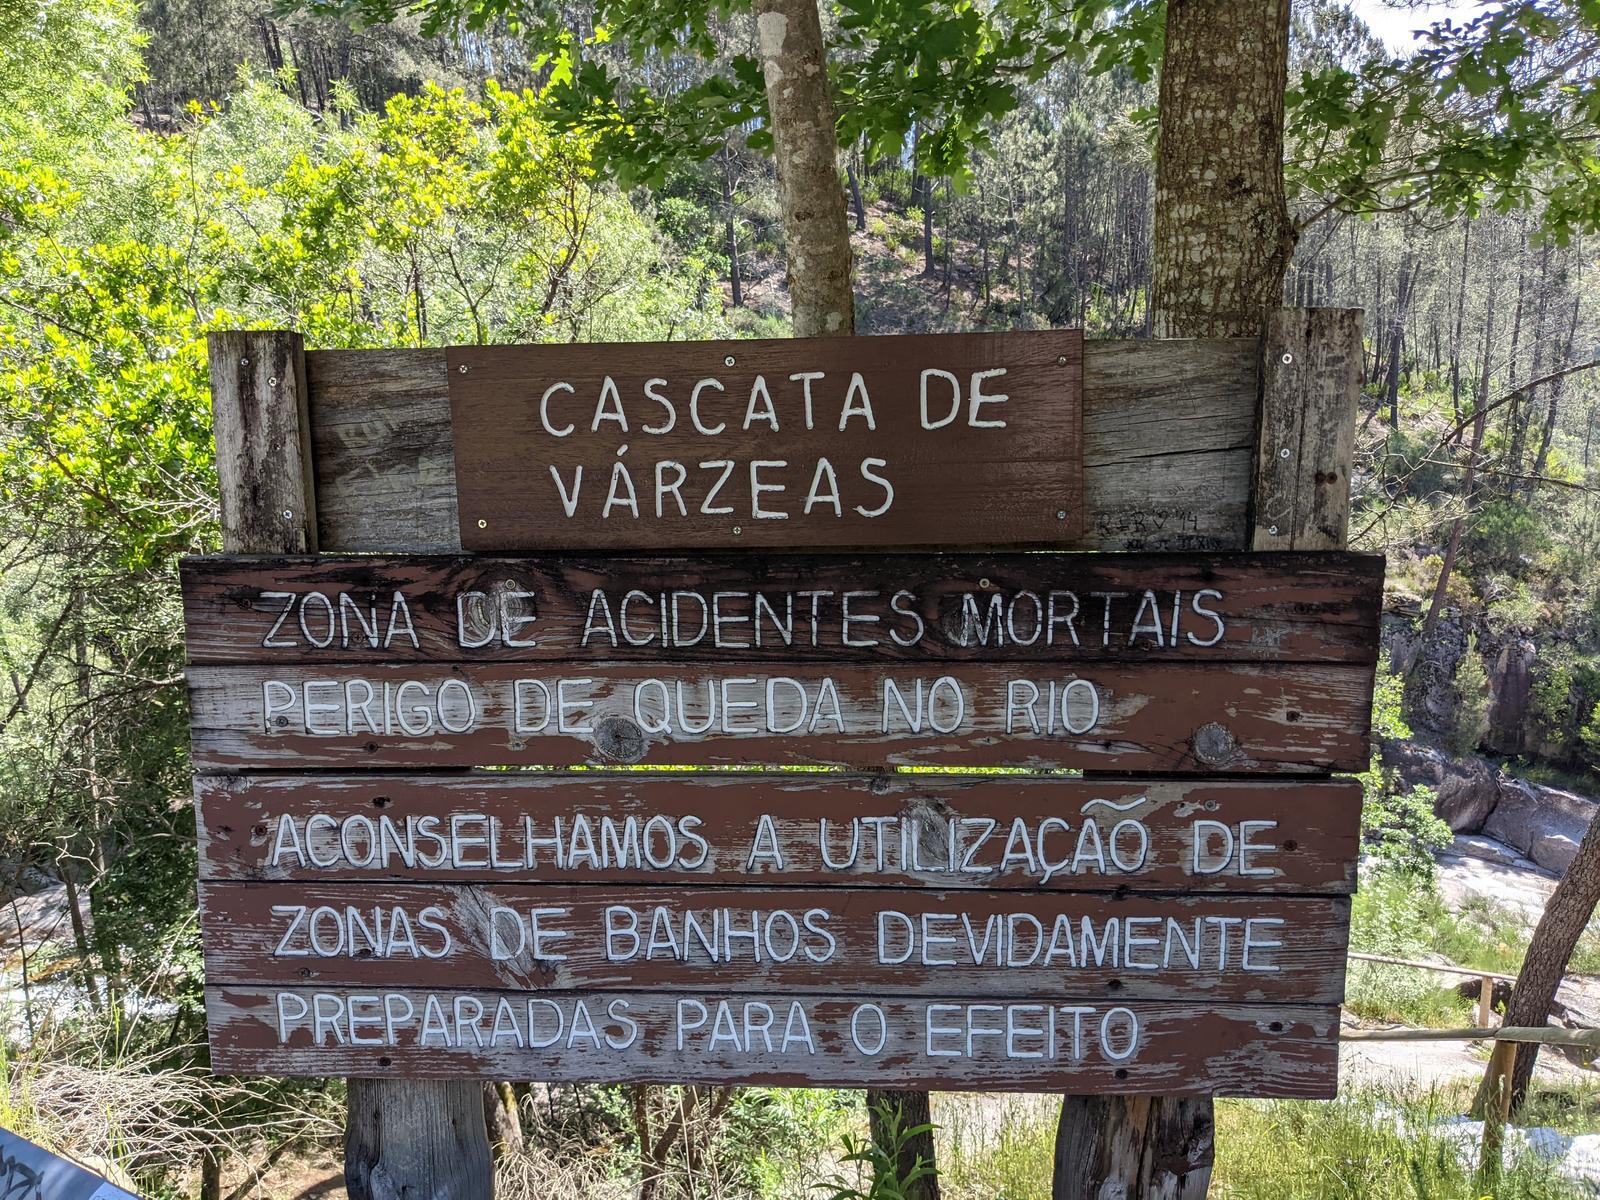 CASCATA DE
VÁRZEAS
R+R ♡ '14
ZONA DE ACIDENTES MORTAIS
PERIGO DE QUEDA NO RIO
ACONSELHAMOS A UTILIZAÇÃO DE
ZONAS DE BANHOS DEVIDAMENTE
PREPARADAS PARA O EFEITO